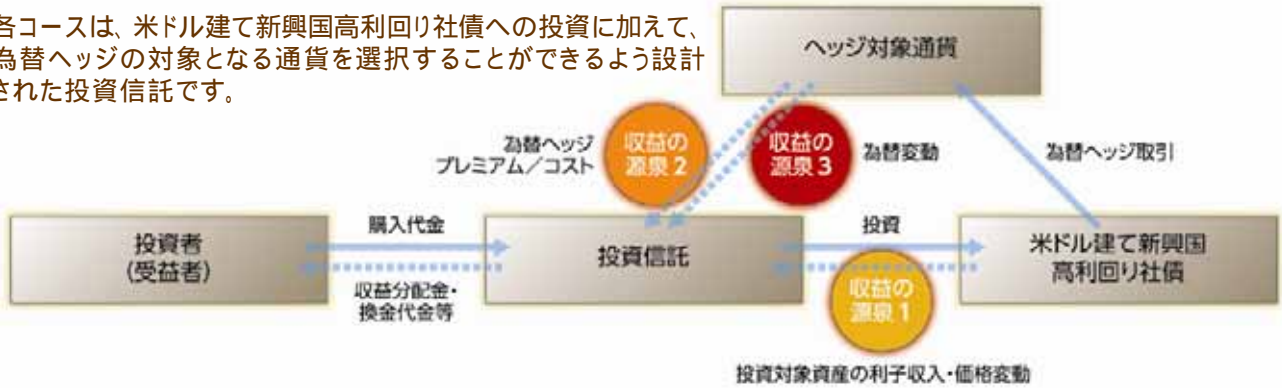 各コースは、米ドル建て新興国高利回り社債への投資に加えて、
為替ヘッジの対象となる通貨を選択することができるよう設計
された投資信託です。
ヘッジ対象通貨
為替ヘッジ
プレミアム／コスト
収益の
源泉2
収益の
源泉3
為替変動
為替ヘッジ取引
投資者
(受益者)
購入代金
収益分配金・
換金代金等
投資信託
投資
収益の
源泉1
米ドル建て新興国
高利回り社債
投資対象資産の利子収入・価格変動